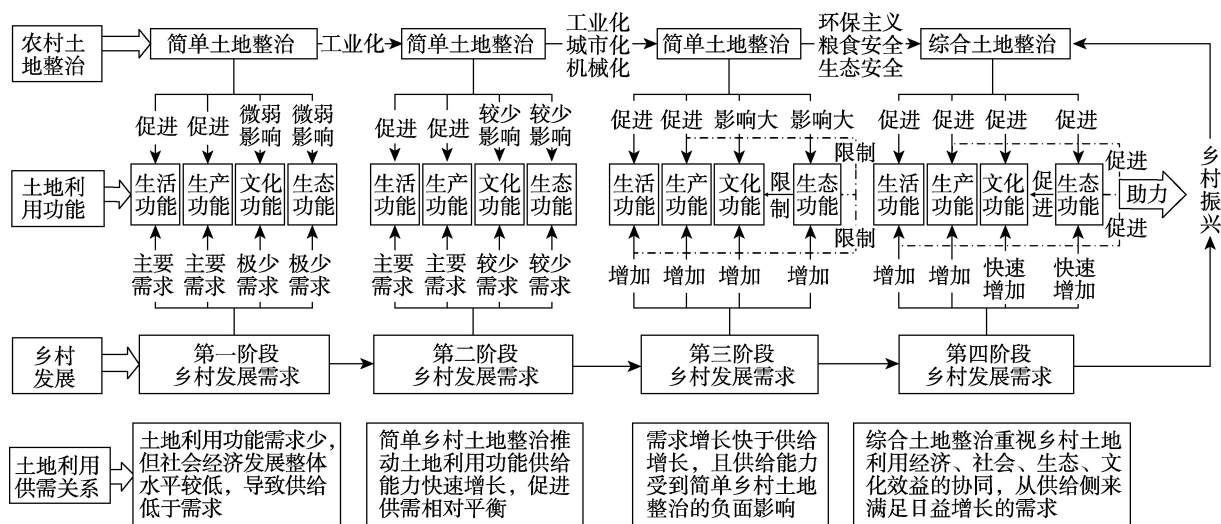 农村土
地整治
简单土地整治
工业化
简单土地整治
工业化
城市化
机械化
简单土地整治
环保主义
粮食安全
生态安全
综合土地整治
促进
促进
微弱
影响
微弱
影响
促进
促进
较少
影响
较少
影响
促进
促进
影响大
影响大
限制
促进
促进
促进
促进
促进
土地利
用功能
生活
功能
生产
功能
文化
功能
生态
功能
生活
功能
生产
功能
文化
功能
生态
功能
生活
功能
生产
功能
文化
功能
限
制
生态
功能
限制
生活
功能
生产
功能
文化
功能
促
进
生态
功能
促进
助力
乡
村
振
兴
主要
需求
主要
需求
极少
需求
极少
需求
主要
需求
主要
需求
较少
需求
较少
需求
增加
增加
增加
增加
增加
增加
快速
增加
快速
增加
乡村
发展
第一阶段
乡村发展需求
第二阶段
乡村发展需求
第三阶段
乡村发展需求
第四阶段
乡村发展需求
土地利用
供需关系
土地利用功能需求少，
但社会经济发展整体
水平较低，导致供给
低于需求
简单乡村土地整治推
动土地利用功能供给
能力快速增长，促进
供需相对平衡
需求增长快于供给
增长，且供给能力
受到简单乡村土地
整治的负面影响
综合土地整治重视乡村土地
利用经济、社会、生态、文
化效益的协同，从供给侧来
满足日益增长的需求